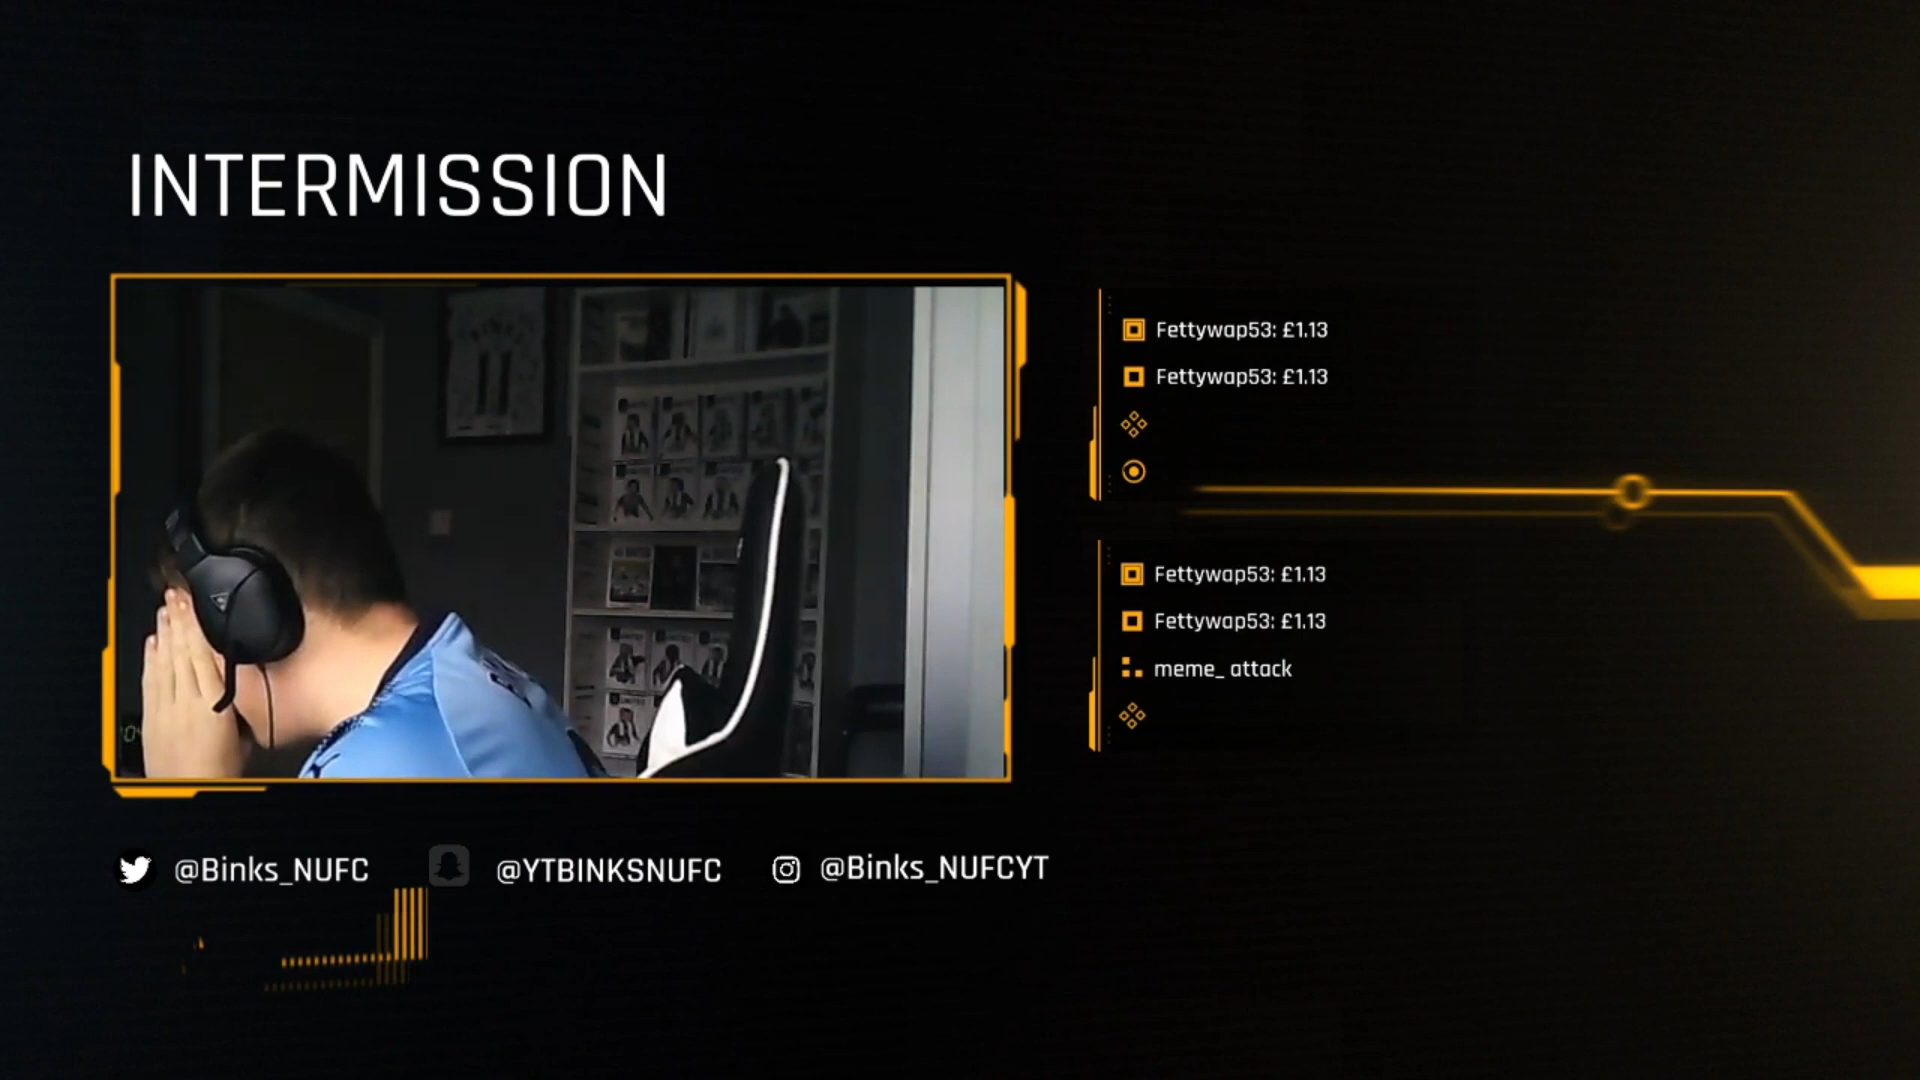 INTERMISSION
Fettywap53: £1.13
Fettywap53: £1.13
Fettywap53: £1.13
Fettywap53: £1.13
meme_ attack
@Binks_NUFC
@YTBINKSNUFC
@Binks_NUFCYT